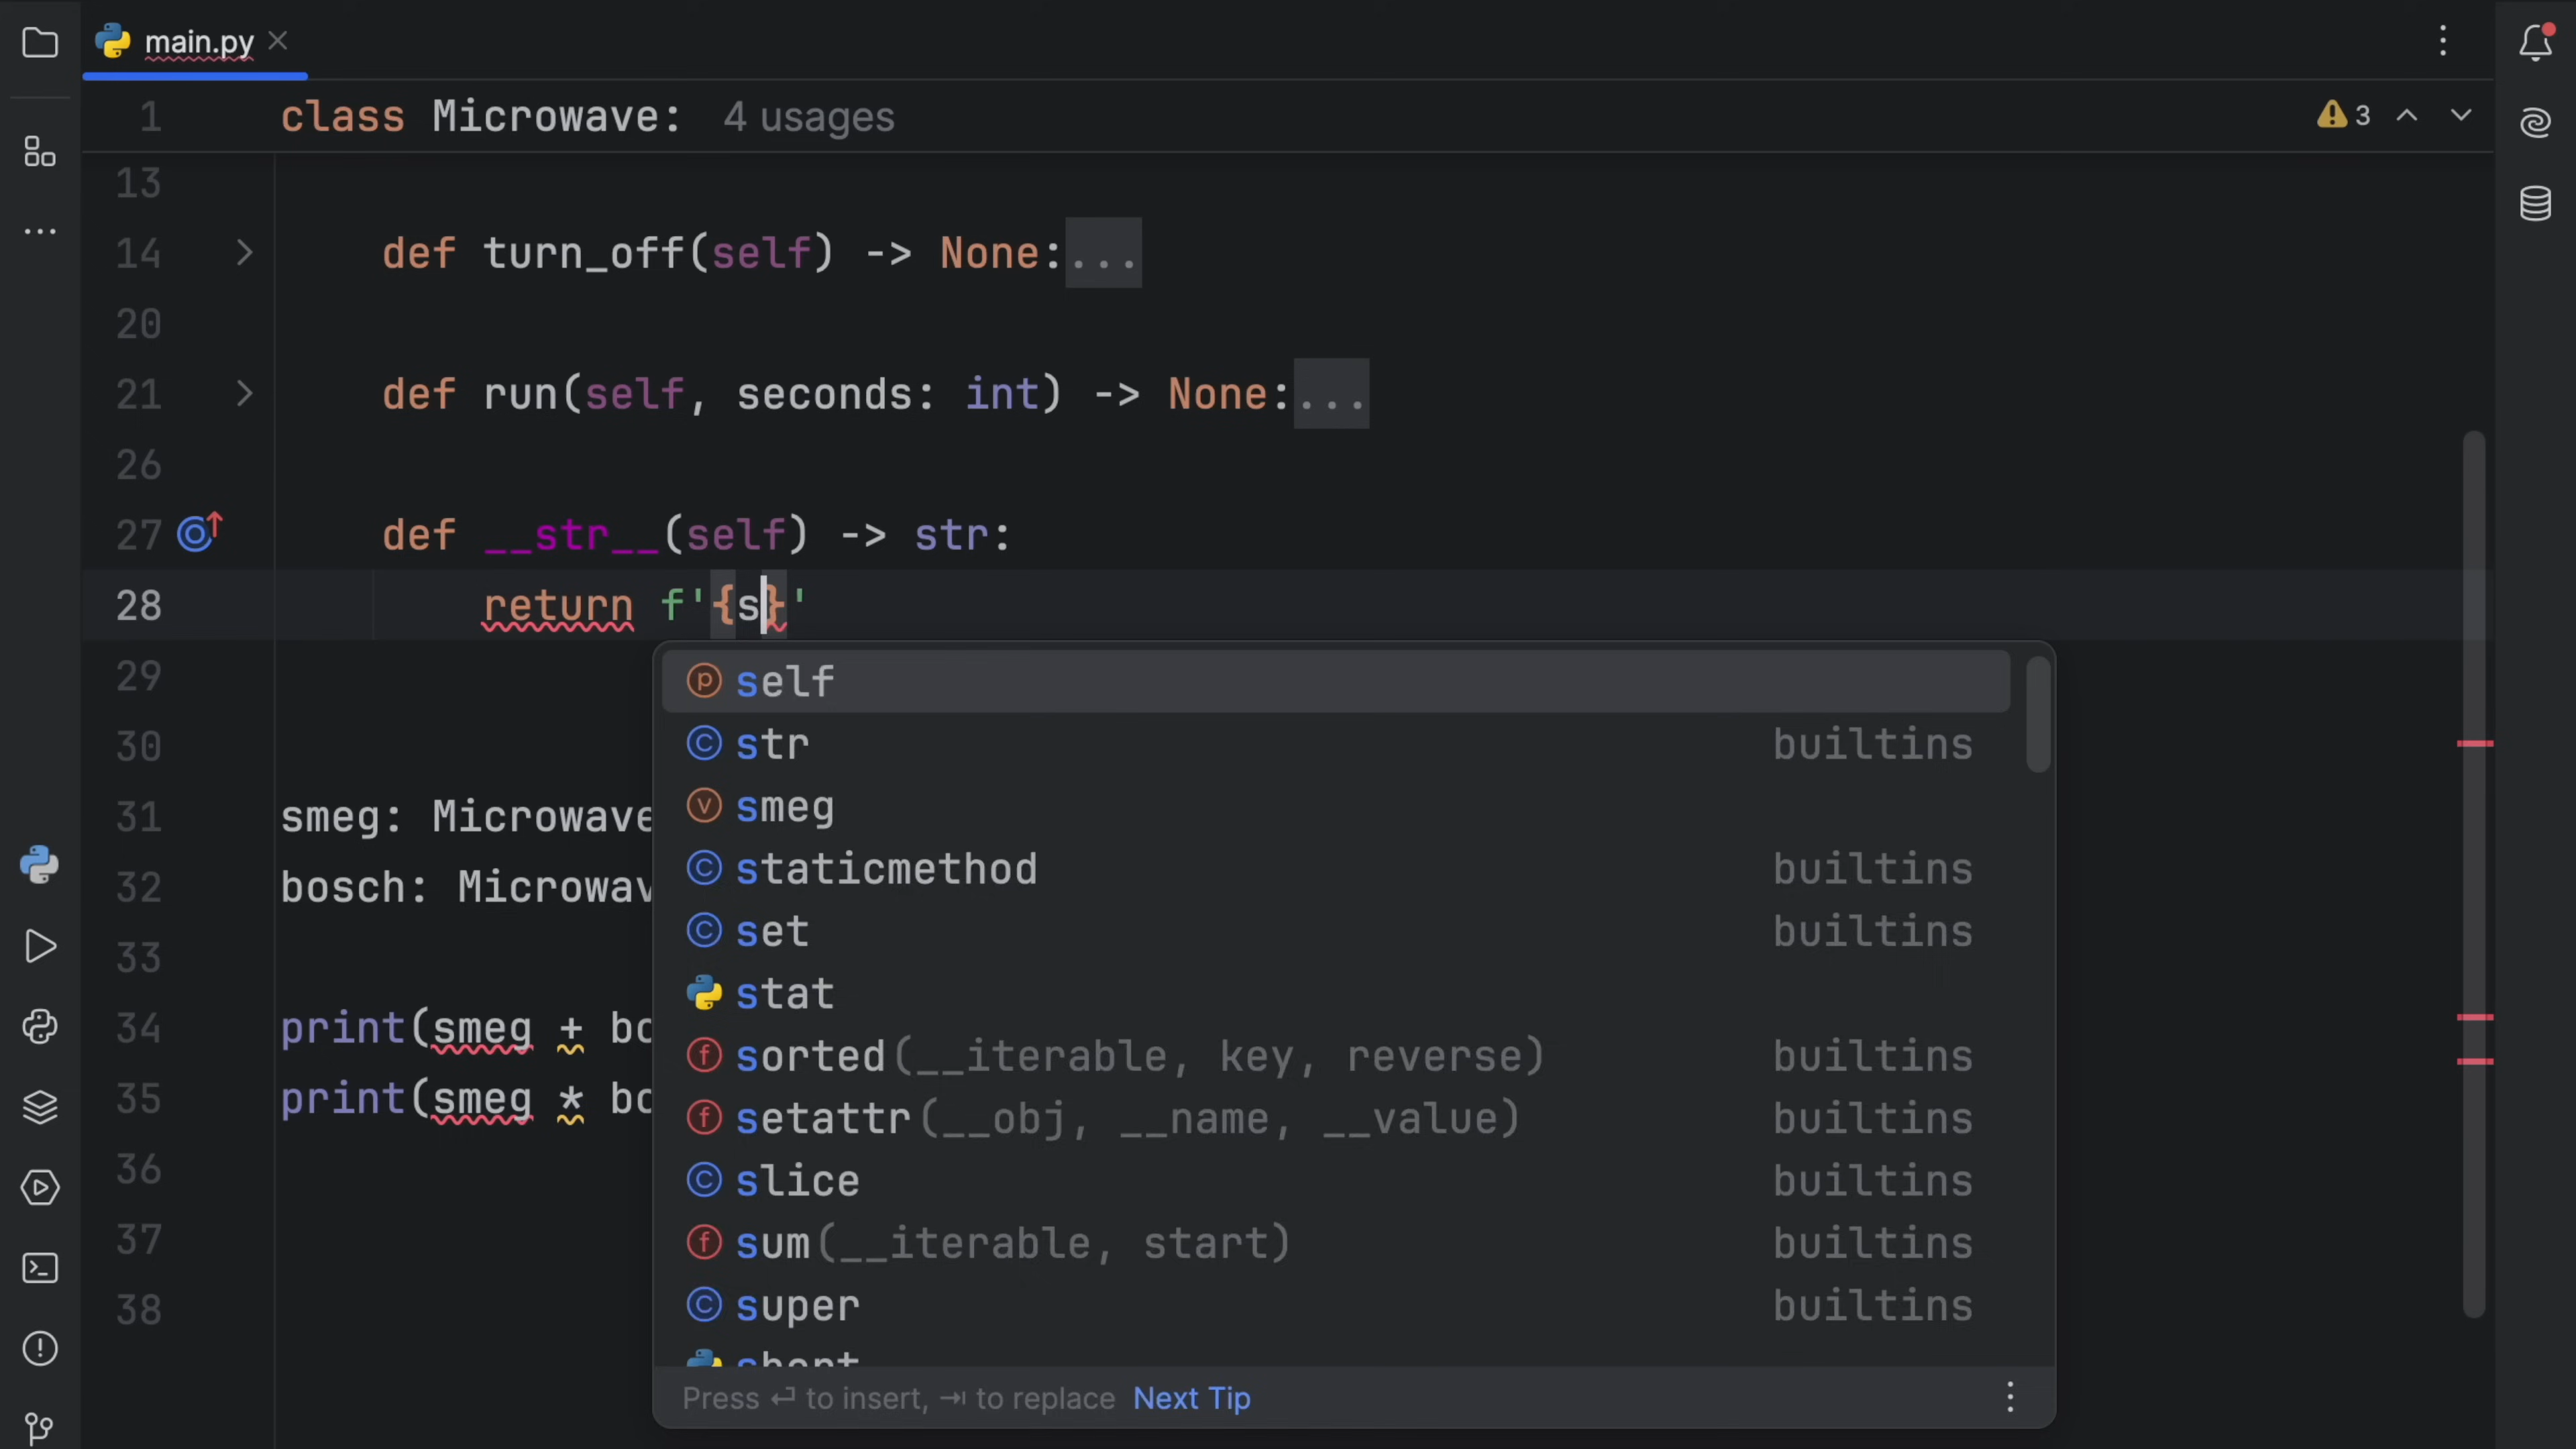 main.py
1 class Microwave: 4 usages
3
13
14 def turn_off(self) -> None:...
20
21 def run(self, seconds: int) -> None:...
26
27 def __str__(self) -> str:
28 return f'{s}'
29
30
31 smeg: Microwave
32 bosch: Microwav
33
34 print(smeg + bo
35 print(smeg * bo
36
37
38
self
str builtins
smeg
staticmethod builtins
set builtins
stat
sorted(__iterable, key, reverse) builtins
setattr(__obj, __name, __value) builtins
slice builtins
sum(__iterable, start) builtins
super builtins
Press ↵ to insert, ⇥ to replace Next Tip